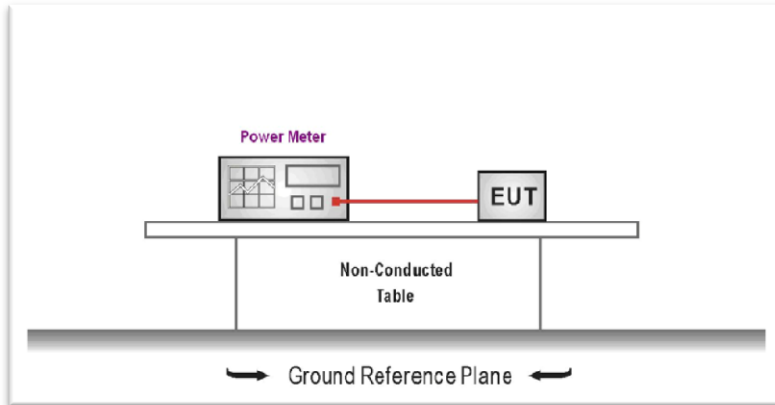 Power Meter
EUT
Non-Conducted
Table
Ground Reference Plane